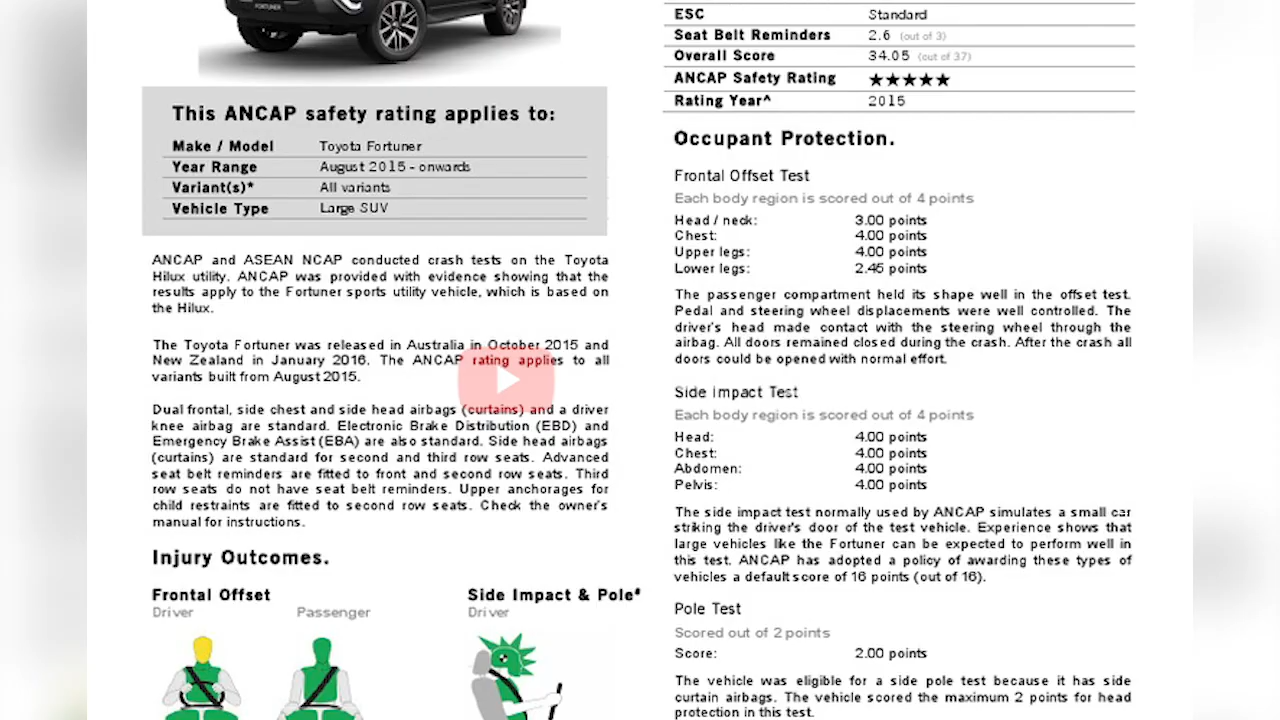 FORTUNER
This ANCAP safety rating applies to:
Make / Model Toyota Fortuner
Year Range August 2015 - onwards
Variant(s)* All variants
Vehicle Type Large SUV
ANCAP and ASEAN NCAP conducted crash tests on the Toyota
Hilux utility. ANCAP was provided with evidence showing that the
results apply to the Fortuner sports utility vehicle, which is based on
the Hilux.
The Toyota Fortuner was released in Australia in October 2015 and
New Zealand in January 2016. The ANCAP rating applies to all
variants built from August 2015.
Dual frontal, side chest and side head airbags (curtains) and a driver
knee airbag are standard. Electronic Brake Distribution (EBD) and
Emergency Brake Assist (EBA) are also standard. Side head airbags
(curtains) are standard for second and third row seats. Advanced
seat belt reminders are fitted to front and second row seats. Third
row seats do not have seat belt reminders. Upper anchorages for
child restraints are fitted to second row seats. Check the owner's
manual for instructions.
Injury Outcomes.
Frontal Offset
Driver Passenger
Side Impact & Pole#
Driver
ESC Standard
Seat Belt Reminders 2.6 (out of 3)
Overall Score 34.05 (out of 37)
ANCAP Safety Rating ★★★★★
Rating Year^ 2015
Occupant Protection.
Frontal Offset Test
Each body region is scored out of 4 points
Head / neck: 3.00 points
Chest: 4.00 points
Upper legs: 4.00 points
Lower legs: 2.45 points
The passenger compartment held its shape well in the offset test.
Pedal and steering wheel displacements were well controlled. The
driver's head made contact with the steering wheel through the
airbag. All doors remained closed during the crash. After the crash all
doors could be opened with normal effort.
Side Impact Test
Each body region is scored out of 4 points
Head: 4.00 points
Chest: 4.00 points
Abdomen: 4.00 points
Pelvis: 4.00 points
The side impact test normally used by ANCAP simulates a small car
striking the driver's door of the test vehicle. Experience shows that
large vehicles like the Fortuner can be expected to perform well in
this test. ANCAP has adopted a policy of awarding these types of
vehicles a default score of 16 points (out of 16).
Pole Test
Scored out of 2 points
Score: 2.00 points
The vehicle was eligible for a side pole test because it has side
curtain airbags. The vehicle scored the maximum 2 points for head
protection in this test.